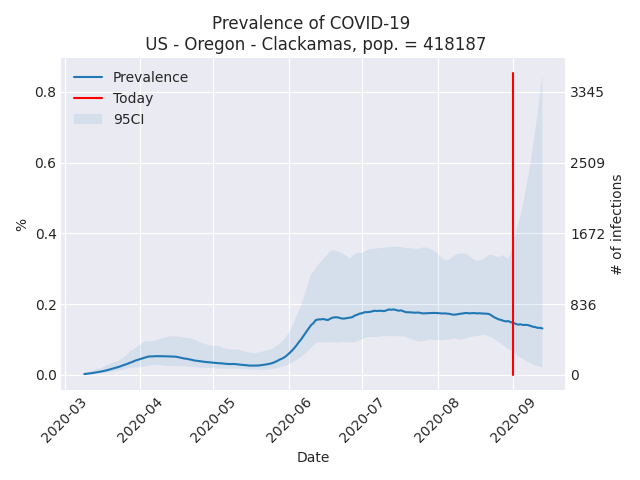 Prevalence of COVID-19
US - Oregon - Clackamas, pop. = 418187
Prevalence
Today
95CI
0.8
0.6
0.4
0.2
0.0
%
3345
2509
1672
836
0
# of infections
2020-03
2020-04
2020-05
2020-06
2020-07
2020-08
2020-09
Date